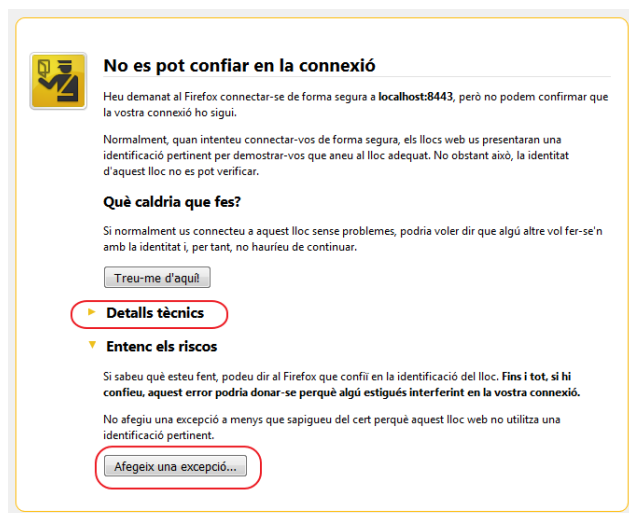 No es pot confiar en la connexió
Heu demanat al Firefox connectar-se de forma segura a localhost:8443, però no podem confirmar que
la vostra connexió ho sigui.
Normalment, quan intenteu connectar-vos de forma segura, els llocs web us presentaran una
identificació pertinent per demostrar-vos que aneu al lloc adequat. No obstant això, la identitat
d'aquest lloc no es pot verificar.
Què caldria que fes?
Si normalment us connecteu a aquest lloc sense problemes, podria voler dir que algú altre vol fer-se'n
amb la identitat i, per tant, no hauríeu de continuar.
Treu-me d'aquí!
Detalls tècnics
Entenc els riscos
Si sabeu què esteu fent, podeu dir al Firefox que confiï en la identificació del lloc. Fins i tot, si hi
confieu, aquest error podria donar-se perquè algú estigués interferint en la vostra connexió.
No afegiu una excepció a menys que sapigueu del cert perquè aquest lloc web no utilitza una
identificació pertinent.
Afegeix una excepció...